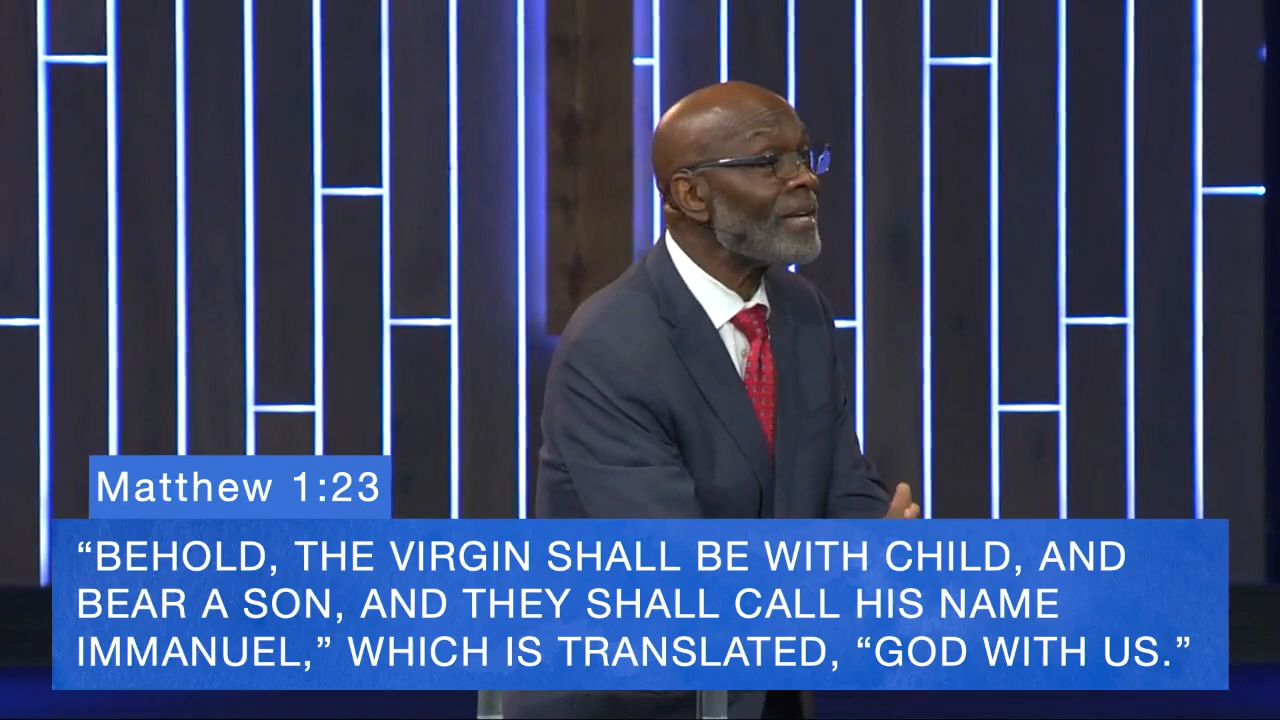 Matthew 1:23
“BEHOLD, THE VIRGIN SHALL BE WITH CHILD, AND
BEAR A SON, AND THEY SHALL CALL HIS NAME
IMMANUEL,” WHICH IS TRANSLATED, “GOD WITH US.”